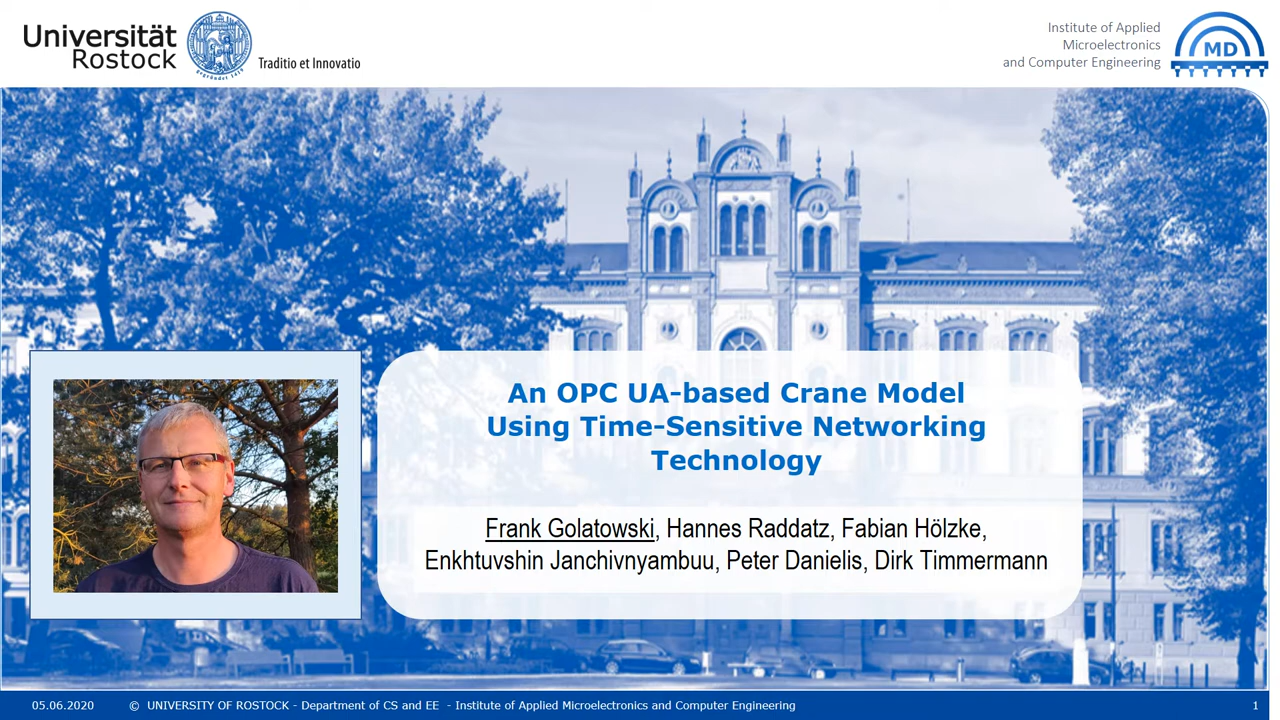 Universität
Rostock
Traditio et Innovatio
Institute of Applied
Microelectronics
and Computer Engineering
MD
An OPC UA-based Crane Model
Using Time-Sensitive Networking
Technology
Frank Golatowski, Hannes Raddatz, Fabian Hölzke,
Enkhtuvshin Janchivnyambuu, Peter Danielis, Dirk Timmermann
05.06.2020 © UNIVERSITY OF ROSTOCK - Department of CS and EE - Institute of Applied Microelectronics and Computer Engineering 1